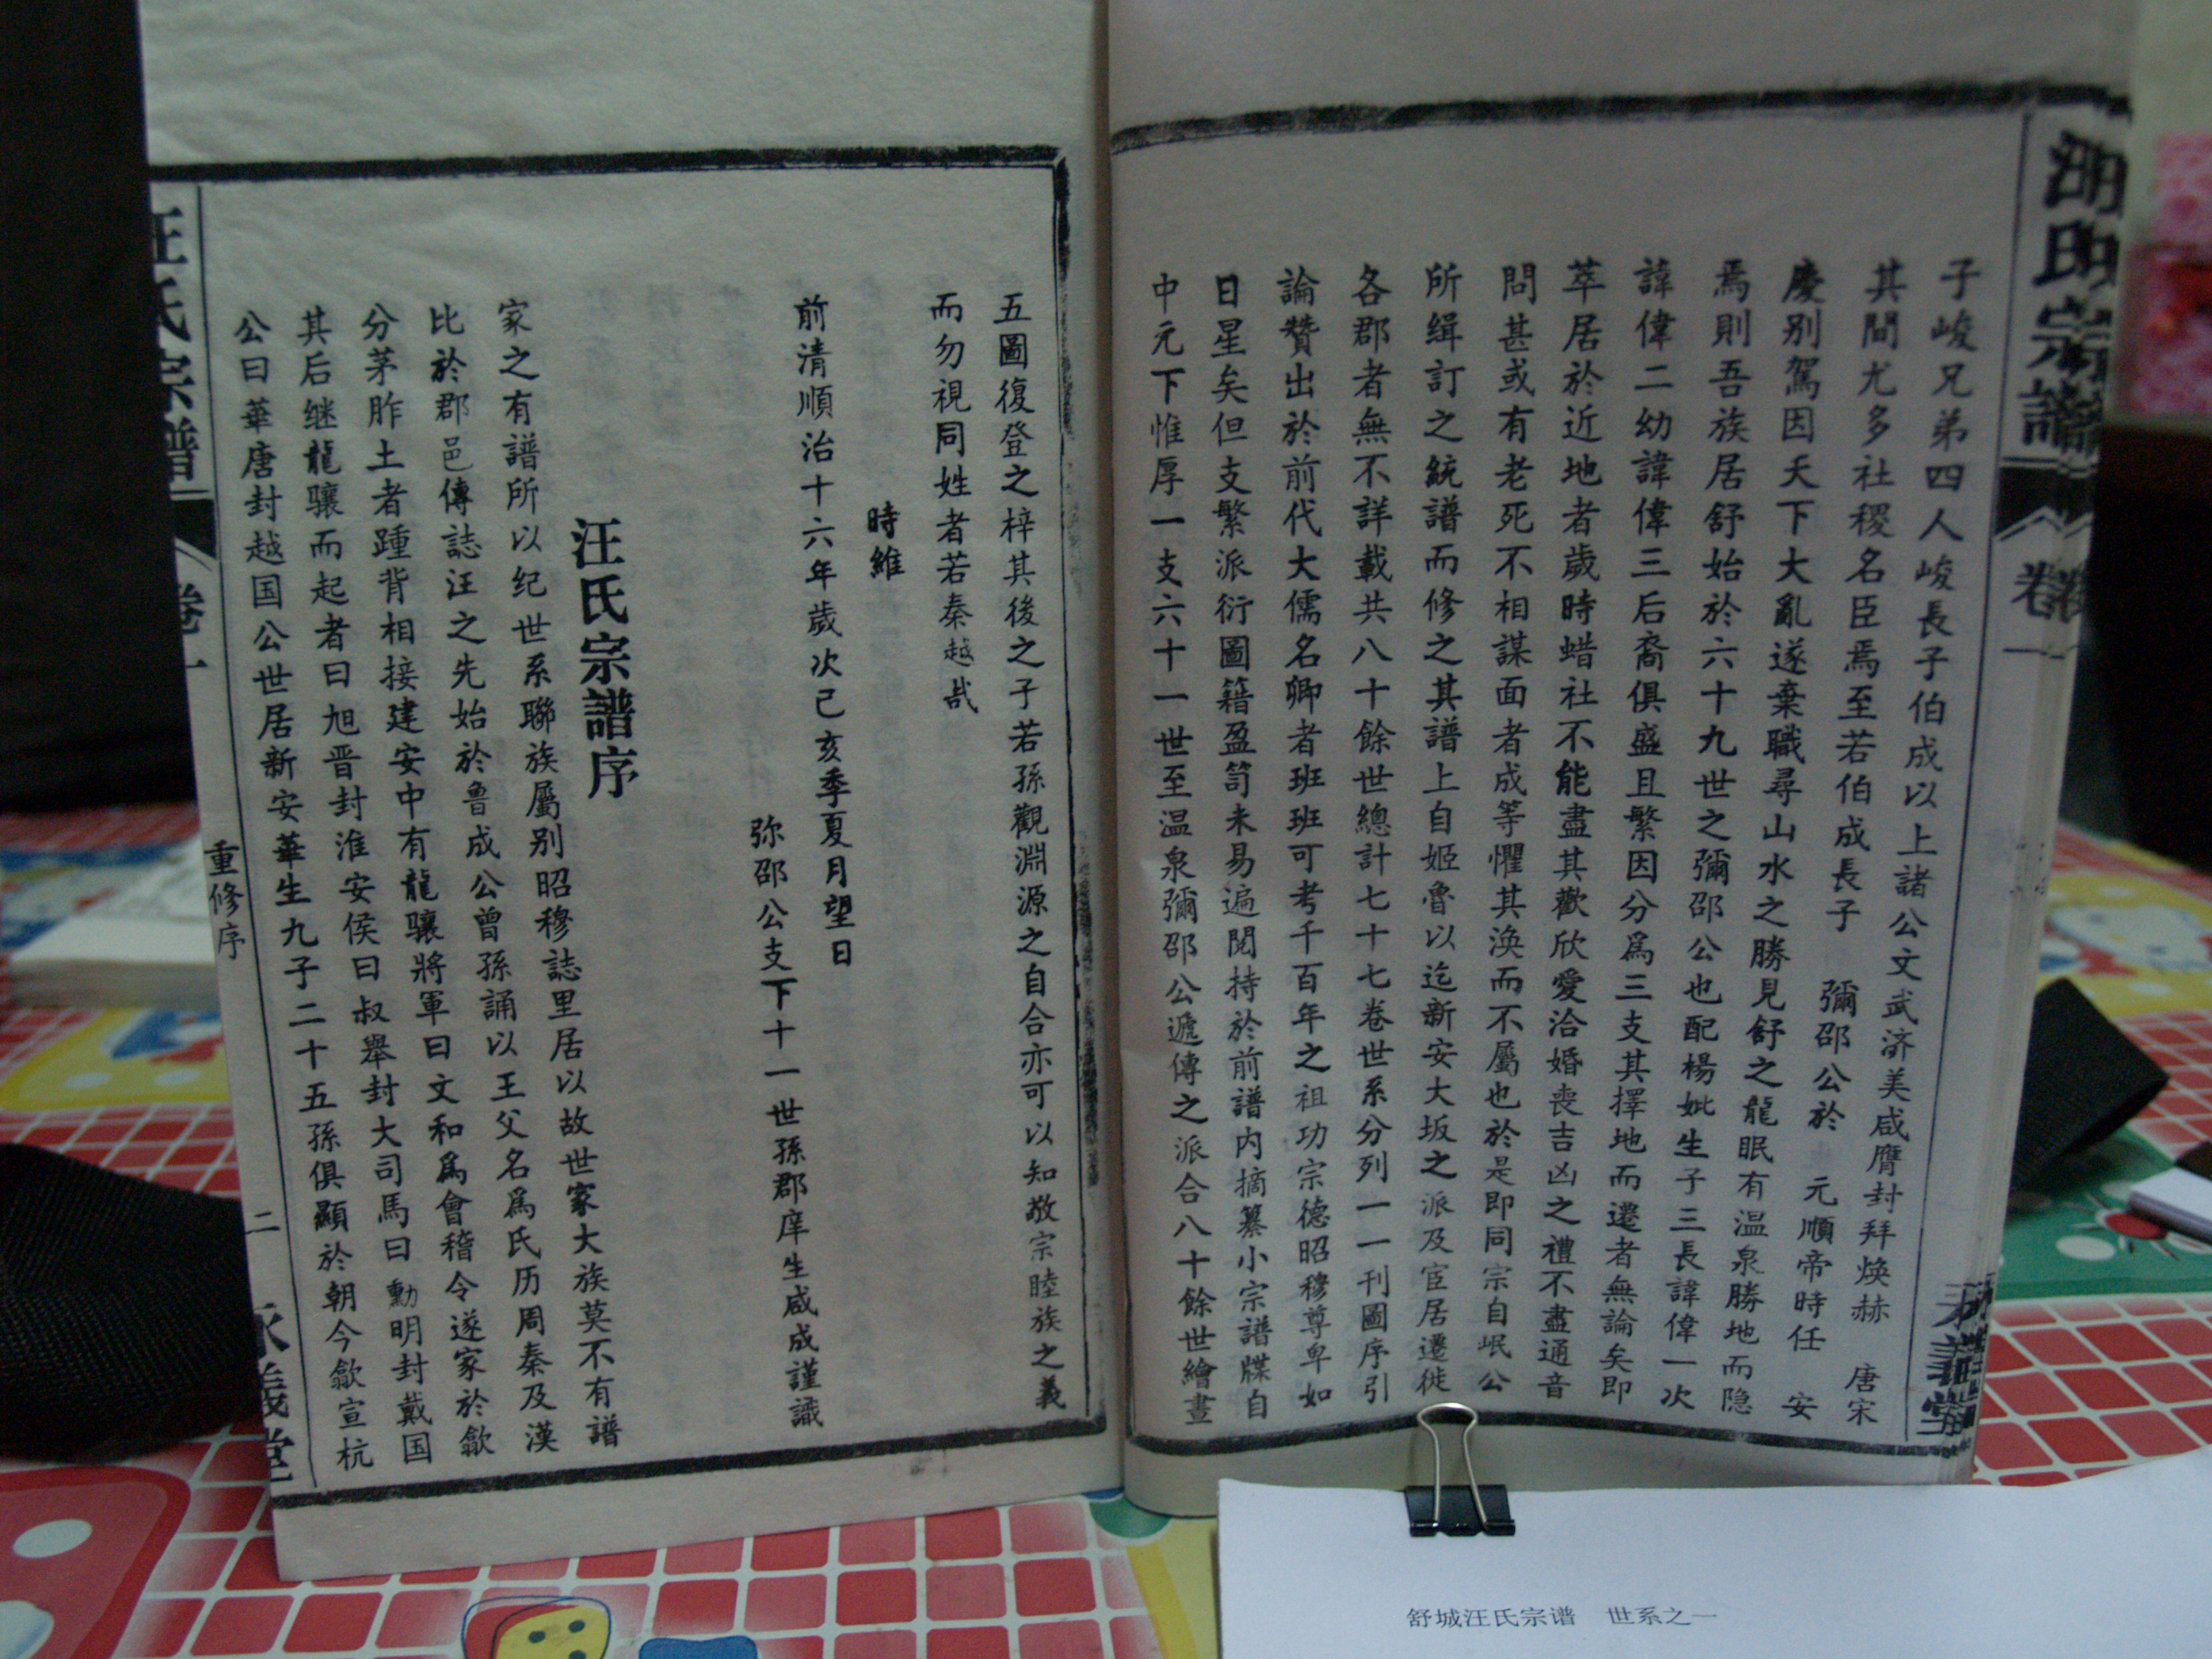 汪氏宗譜
卷一
子峻兄弟四人峻長子伯成以上諸公文武济美咸膺封拜焕赫 唐宋
其間尤多社稷名臣焉至若伯成長子 彌邵公於 元順帝時任 安
慶別駕因天下大亂遂棄職尋山水之勝見舒之龍眠有温泉勝地而隐
焉則吾族居舒始於六十九世之彌邵公也配楊妣生子三長諱偉一次
諱偉二幼諱偉三后裔俱盛且繁因分爲三支其擇地而遷者無論矣即
萃居於近地者歲時蜡社不能盡其歡欣愛洽婚喪吉凶之禮不盡通音
問甚或有老死不相謀面者成等懼其渙而不屬也於是即同宗自岷公
所缉訂之統譜而修之其譜上自姬魯以迄新安大坂之派及宦居遷徙
各郡者無不詳載共八十餘世總計七十七卷世系分列一一刊圖序引
論贊出於前代大儒名卿者班班可考千百年之祖功宗德昭穆尊卑如
日星矣但支繁派衍圖籍盈笥未易遍閱持於前譜内摘纂小宗譜牒自
中元下惟厚一支六十一世至温泉彌邵公遞傳之派合八十餘世繪畫
五圖復登之梓其後之子若孫觀淵源之自合亦可以知敬宗睦族之義
而勿視同姓者若秦越哉
時維
前清順治十六年歲次己亥季夏月望日
弥邵公支下十一世孫郡庠生咸成謹識
汪氏宗譜序
家之有譜所以纪世系聯族屬别昭穆誌里居以故世家大族莫不有譜
比於郡邑傳誌汪之先始於鲁成公曾孫誦以王父名爲氏历周秦及漢
分茅胙土者踵背相接建安中有龍驤將軍曰文和爲會稽令遂家於歙
其后继龍驤而起者曰旭晋封淮安侯曰叔舉封大司馬曰勳明封戴国
公曰華唐封越国公世居新安華生九子二十五孫俱顯於朝今歙宣杭
汪氏宗譜
卷一
重修序
二
永義堂
舒城汪氏宗谱 世系之一